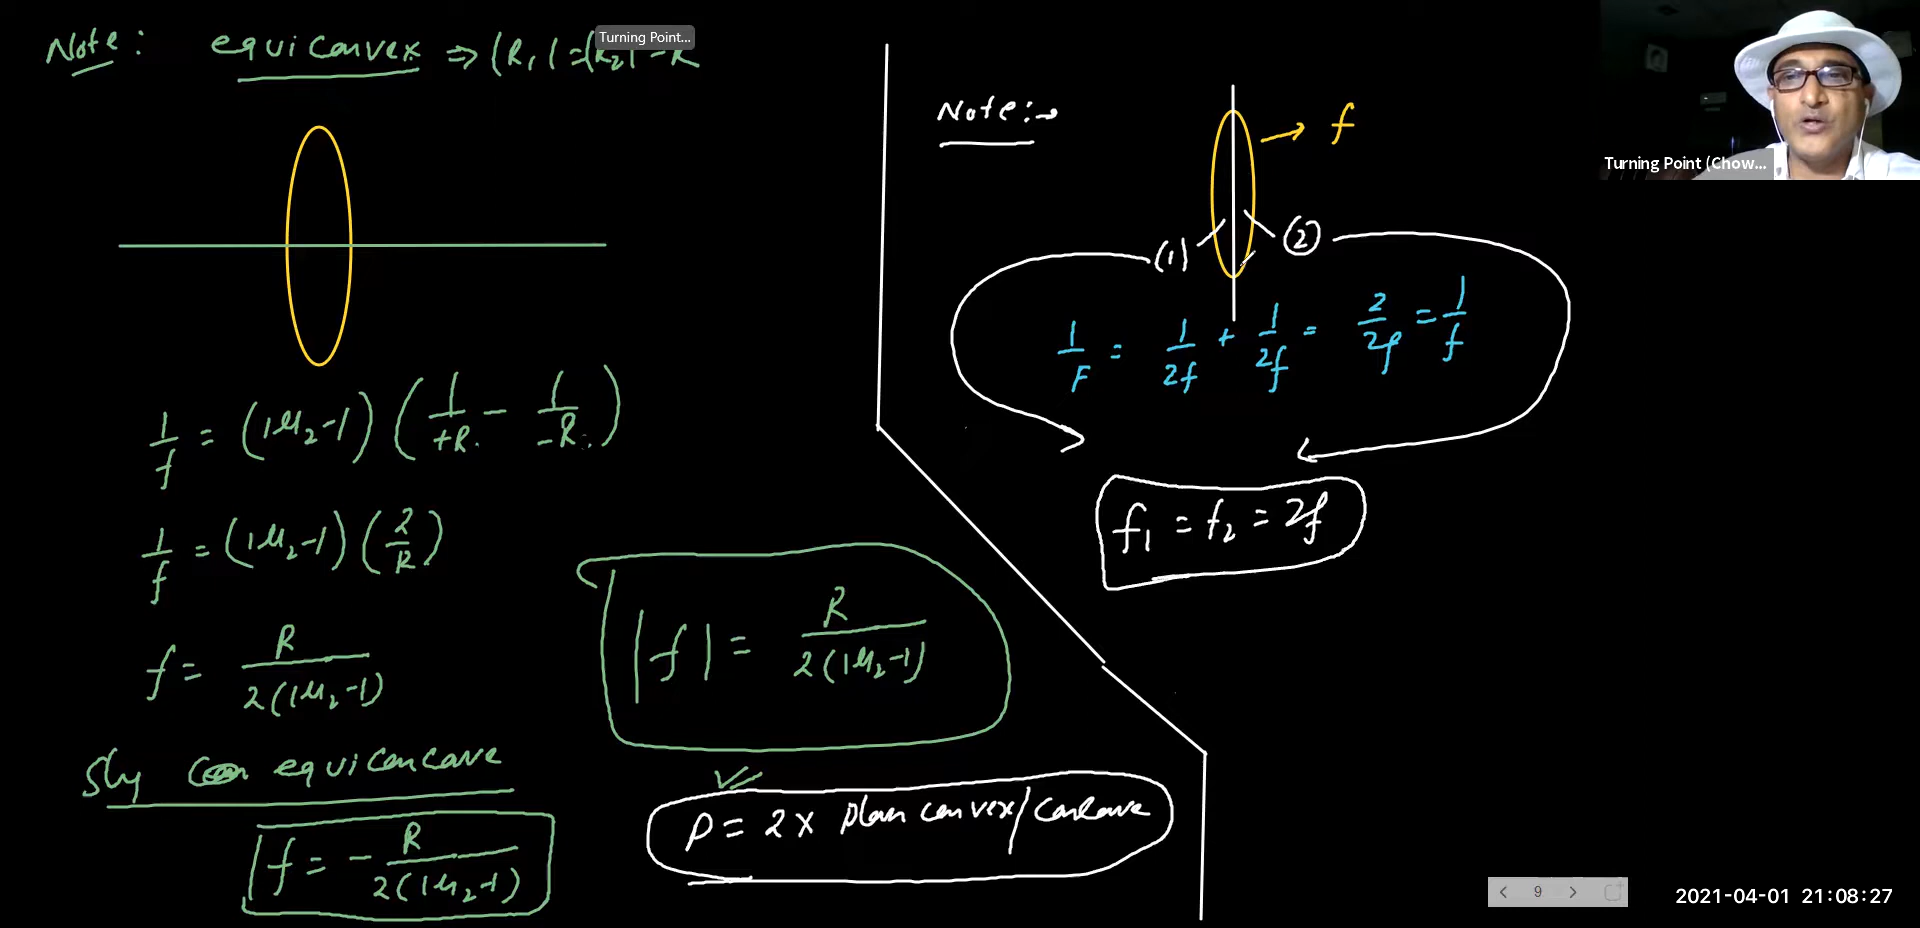 Note: equiconvex ⇒ |R₁| = |R₂| = R
Turning Point...
1/f = (₁μ₂-1) (1/+R - 1/-R)
1/f = (₁μ₂-1) (2/R)
f = R/2(₁μ₂-1)
Sly equiconcave
f = - R/2(₁μ₂-1)
|f| = R/2(₁μ₂-1)
P = 2 x plan convex/concave
Note:→
→ f
(1)
②
1/F = 1/2f + 1/2f = 2/2f = 1/f
f₁ = f₂ = 2f
Turning Point (Chow...
< 9 >
2021-04-01 21:08:27